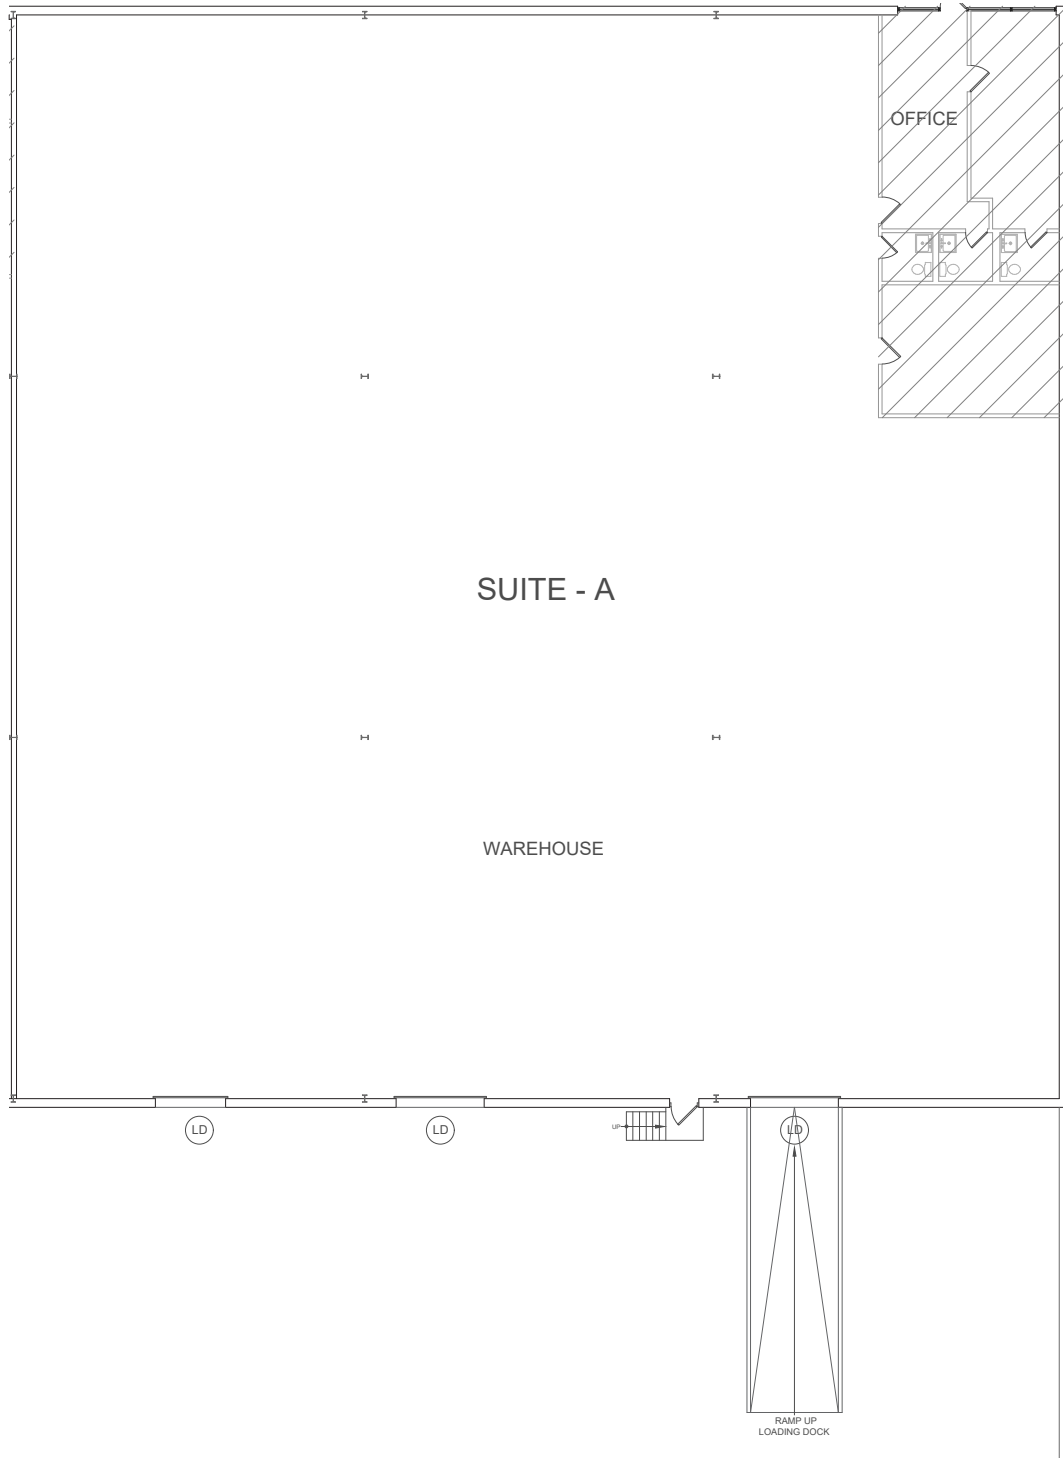 OFFICE
SUITE - A
WAREHOUSE
LD
LD
UP
LD
RAMP UP
LOADING DOCK